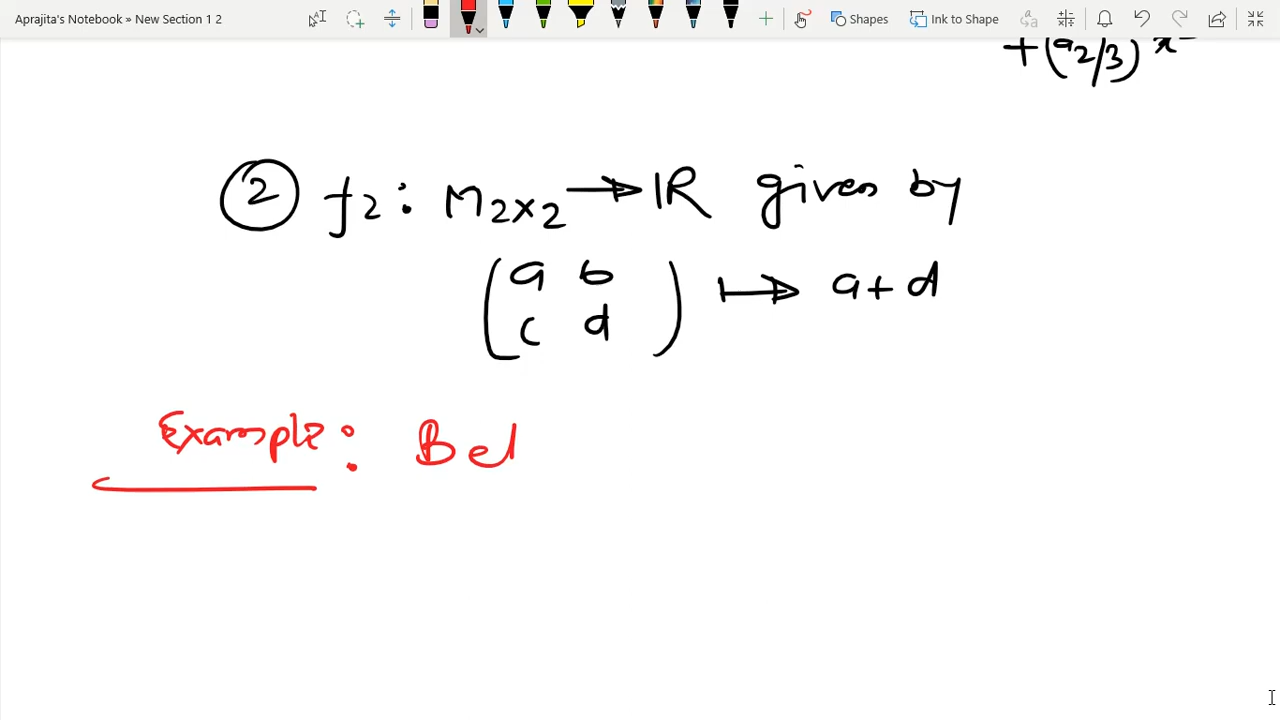 Aprajita's Notebook » New Section 1 2
Shapes
Ink to Shape
+(a2/3)x
② f2: M2x2 → IR given by
(a b
c d) ↦ a+d
Example: Bel